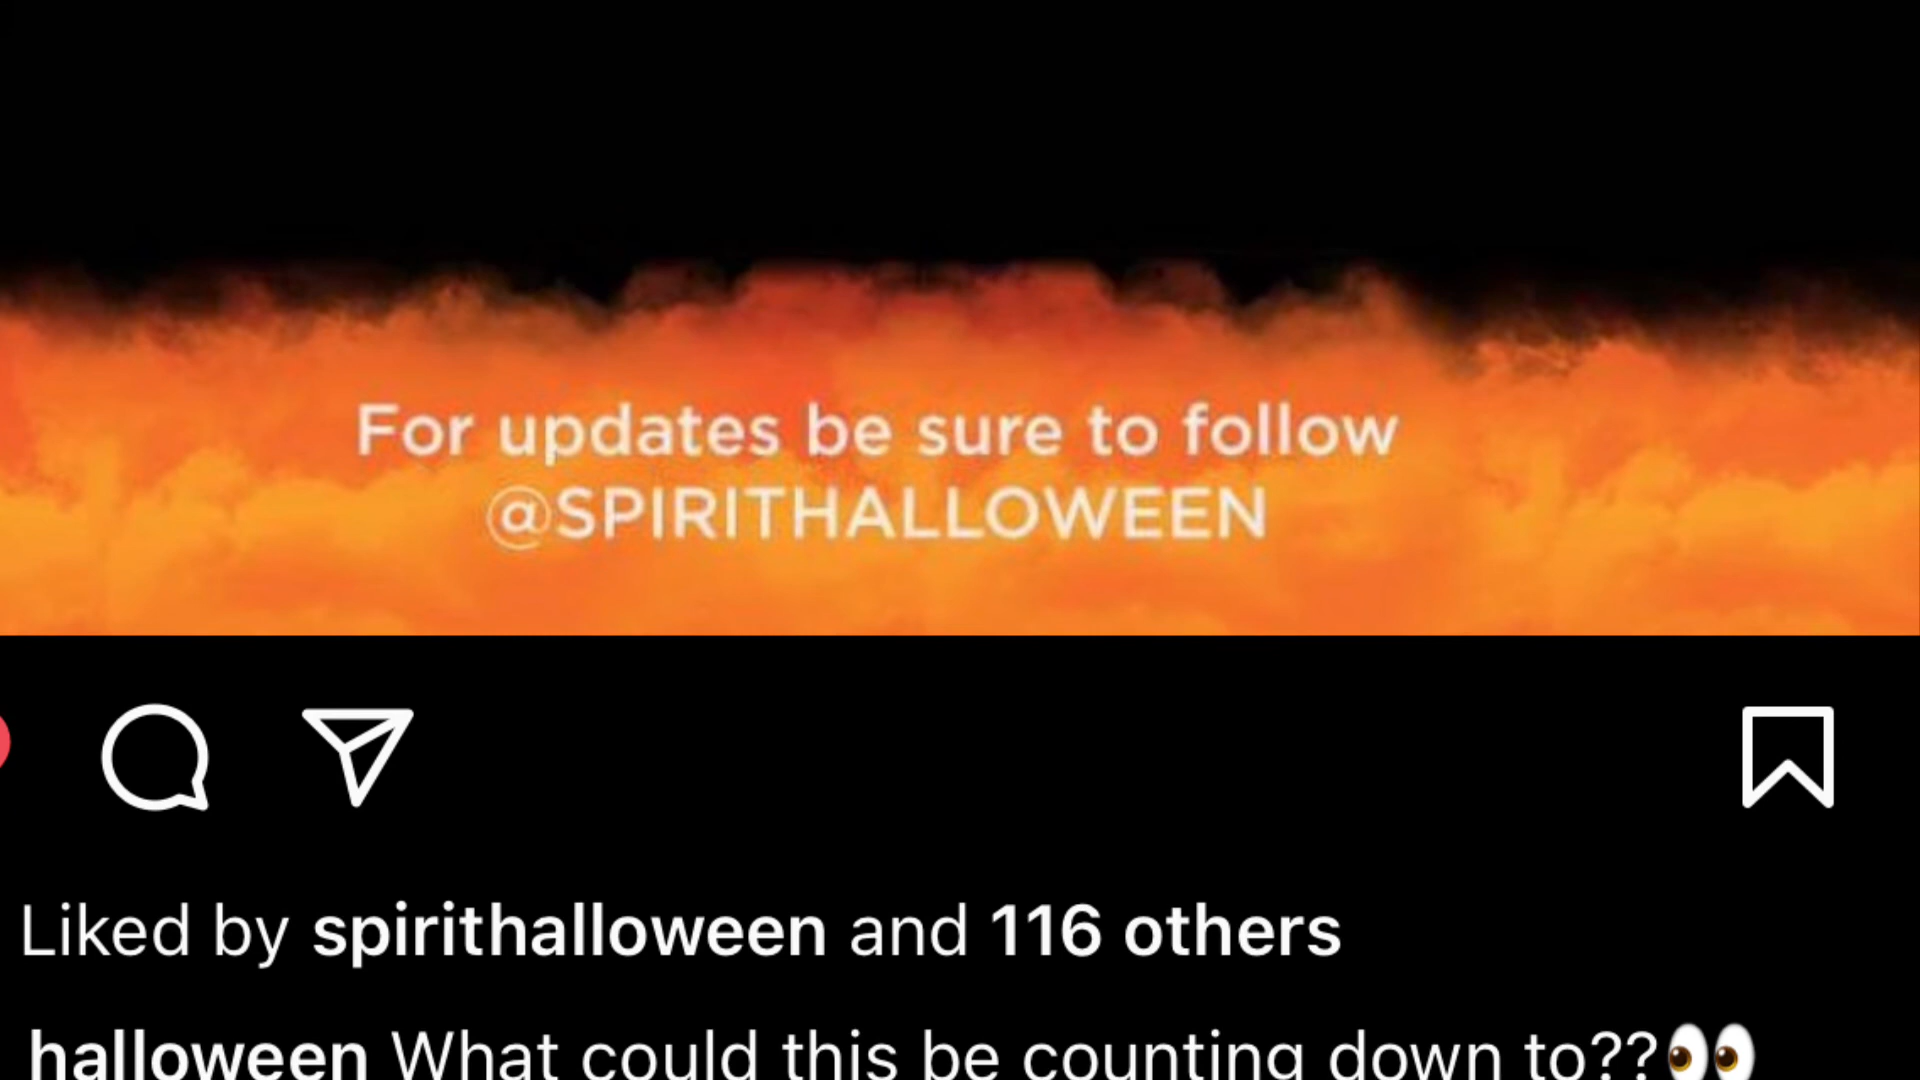 For updates be sure to follow
@SPIRITHALLOWEEN
Liked by spirithalloween and 116 others
halloween What could this be counting down to??👀